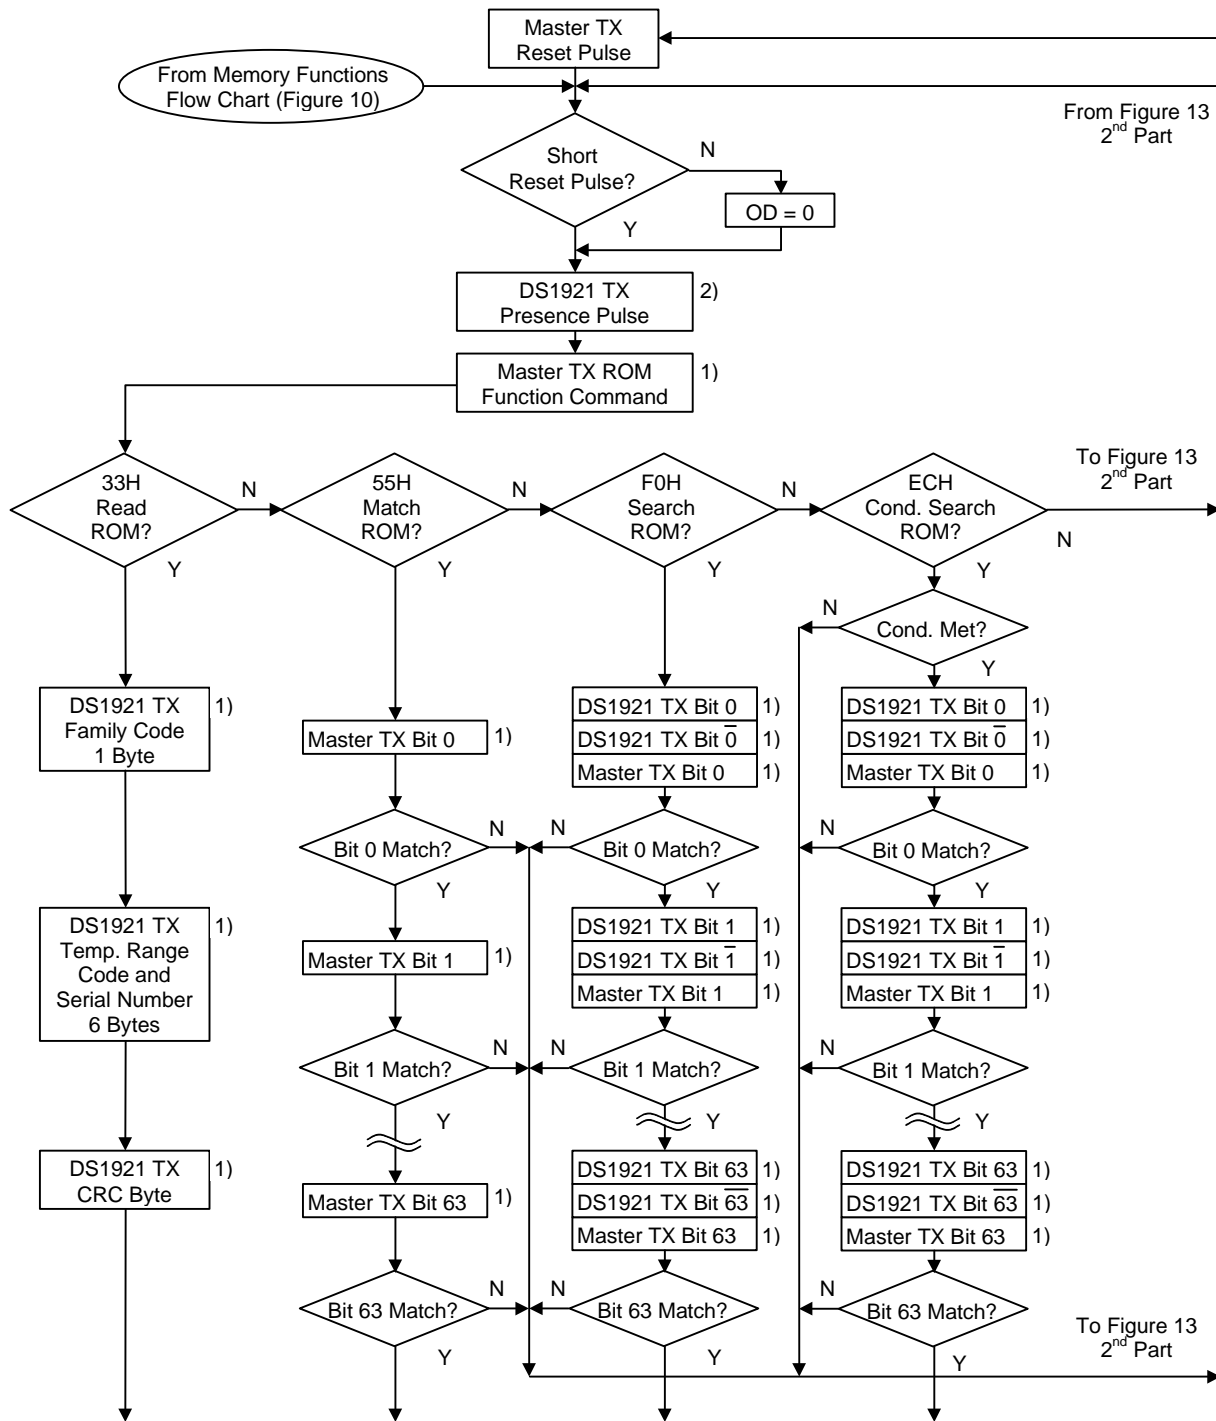 Master TX
Reset Pulse
From Memory Functions
Flow Chart (Figure 10)
From Figure 13
2nd Part
Short
Reset Pulse?
N
OD = 0
Y
DS1921 TX
Presence Pulse
2)
Master TX ROM
Function Command
1)
33H
Read
ROM?
N
Y
55H
Match
ROM?
N
Y
F0H
Search
ROM?
N
Y
ECH
Cond. Search
ROM?
N
Y
To Figure 13
2nd Part
Cond. Met?
N
Y
DS1921 TX
Family Code
1 Byte
1)
DS1921 TX
Temp. Range
Code and
Serial Number
6 Bytes
1)
DS1921 TX
CRC Byte
1)
Master TX Bit 0
1)
Bit 0 Match?
N
Y
Master TX Bit 1
1)
Bit 1 Match?
N
Y
Master TX Bit 63
1)
Bit 63 Match?
N
Y
DS1921 TX Bit 0
1)
DS1921 TX Bit 0̅
1)
Master TX Bit 0
1)
Bit 0 Match?
N
Y
DS1921 TX Bit 1
1)
DS1921 TX Bit 1̅
1)
Master TX Bit 1
1)
Bit 1 Match?
N
Y
DS1921 TX Bit 63
1)
DS1921 TX Bit 6̅3̅
1)
Master TX Bit 63
1)
Bit 63 Match?
N
Y
DS1921 TX Bit 0
1)
DS1921 TX Bit 0̅
1)
Master TX Bit 0
1)
Bit 0 Match?
N
Y
DS1921 TX Bit 1
1)
DS1921 TX Bit 1̅
1)
Master TX Bit 1
1)
Bit 1 Match?
N
Y
DS1921 TX Bit 63
1)
DS1921 TX Bit 6̅3̅
1)
Master TX Bit 63
1)
Bit 63 Match?
N
Y
To Figure 13
2nd Part